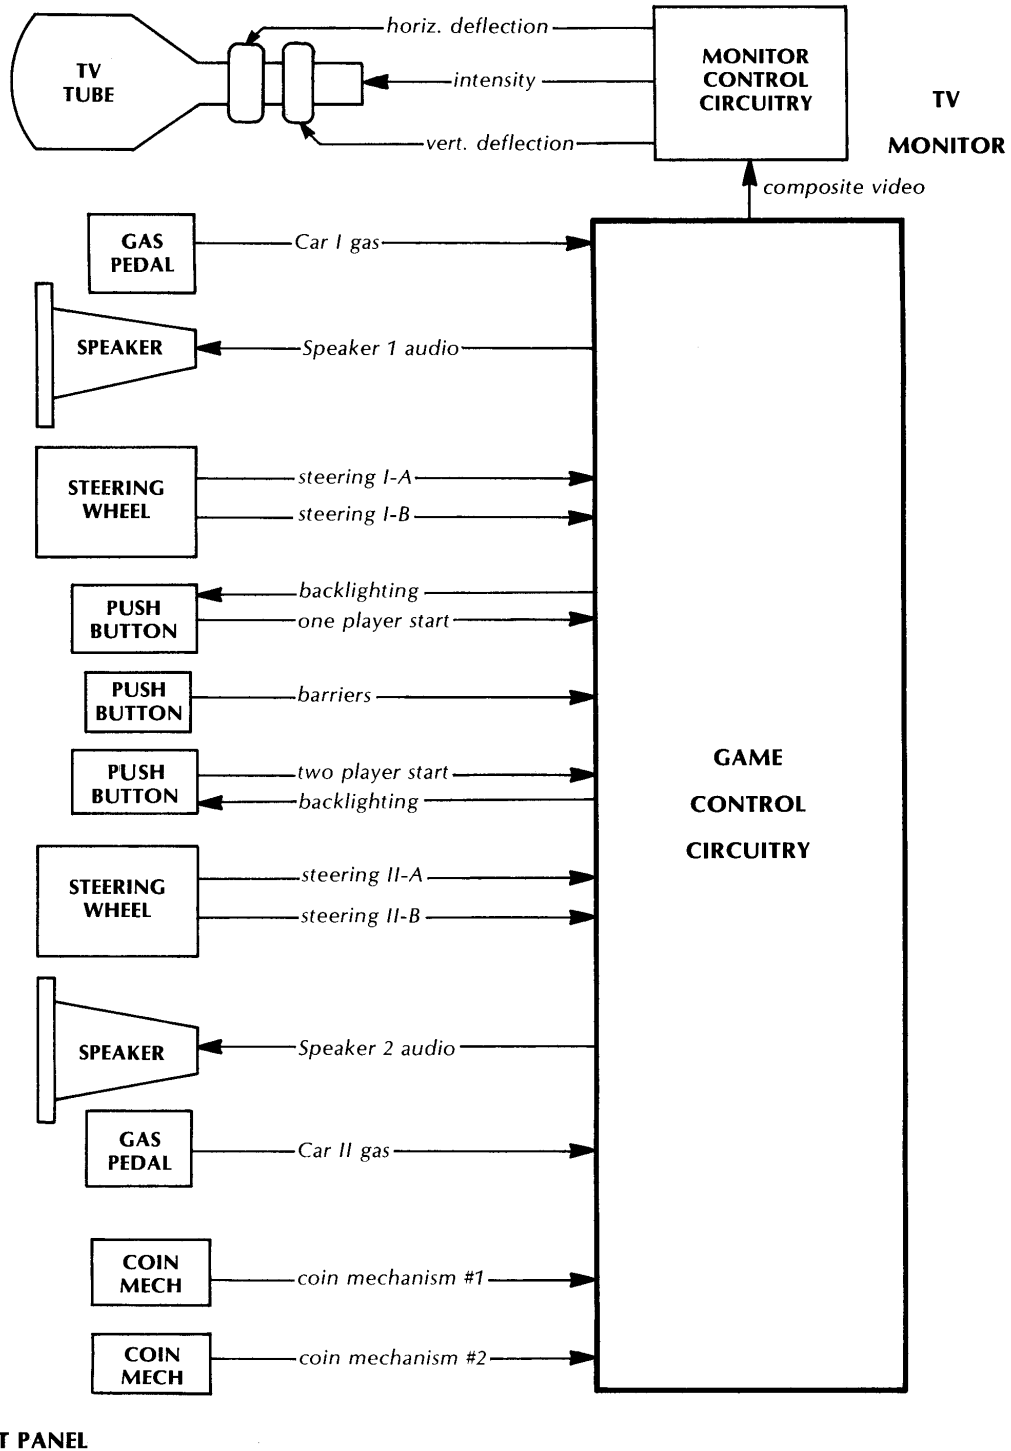 horiz. deflection
TV
TUBE
intensity
vert. deflection
MONITOR
CONTROL
CIRCUITRY
TV
MONITOR
composite video
GAS
PEDAL
Car I gas
SPEAKER
Speaker 1 audio
STEERING
WHEEL
steering I-A
steering I-B
PUSH
BUTTON
backlighting
one player start
PUSH
BUTTON
barriers
PUSH
BUTTON
two player start
backlighting
GAME
CONTROL
CIRCUITRY
STEERING
WHEEL
steering II-A
steering II-B
SPEAKER
Speaker 2 audio
GAS
PEDAL
Car II gas
COIN
MECH
coin mechanism #1
COIN
MECH
coin mechanism #2
T PANEL